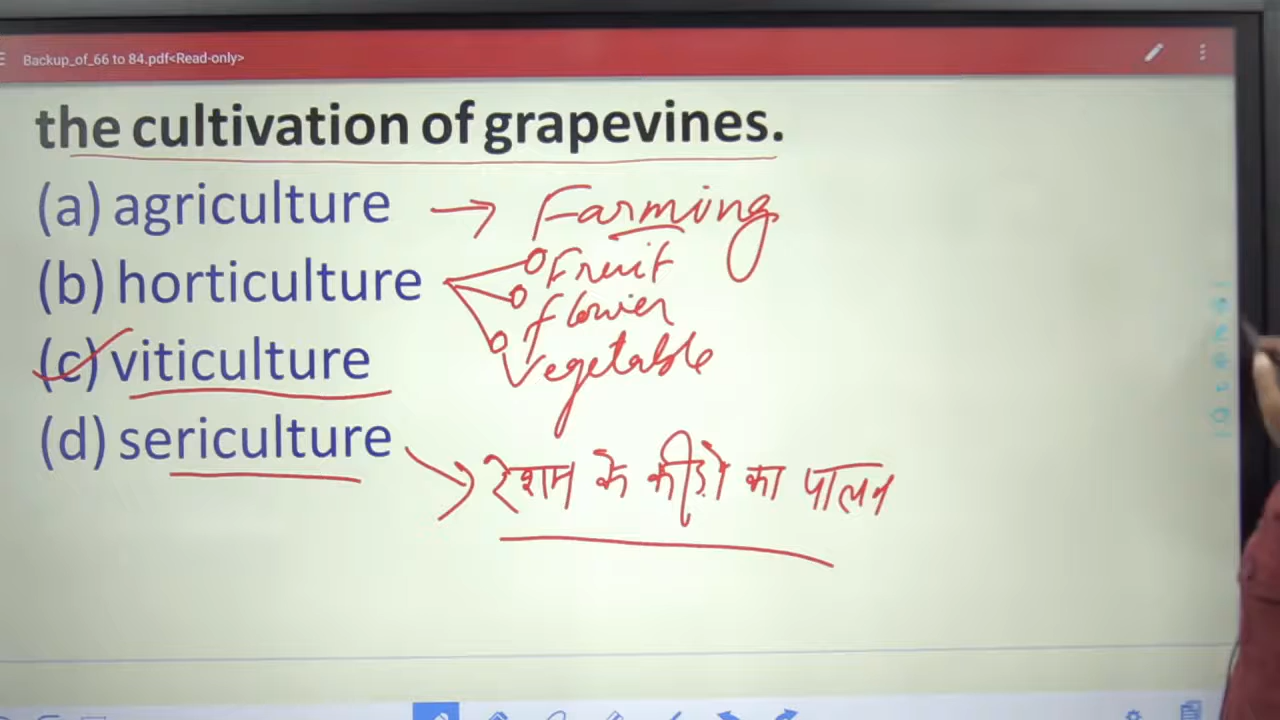 Backup_of_66 to 84.pdf<Read-only>
the cultivation of grapevines.
(a) agriculture → Farming
(b) horticulture Fruit
Flower
Vegetable
(c) viticulture
(d) sericulture → रेशम के कीड़ो का पालन